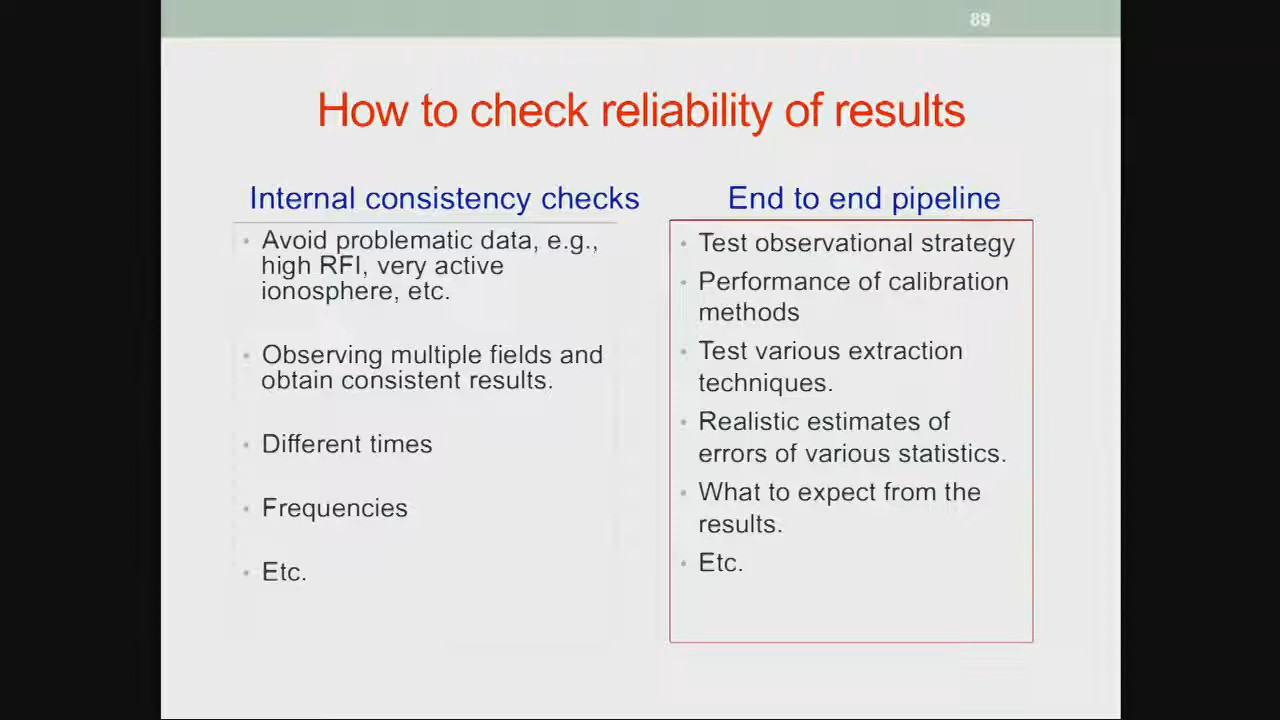 89
How to check reliability of results
Internal consistency checks
• Avoid problematic data, e.g.,
high RFI, very active
ionosphere, etc.
• Observing multiple fields and
obtain consistent results.
• Different times
• Frequencies
• Etc.
End to end pipeline
• Test observational strategy
• Performance of calibration
methods
• Test various extraction
techniques.
• Realistic estimates of
errors of various statistics.
• What to expect from the
results.
• Etc.